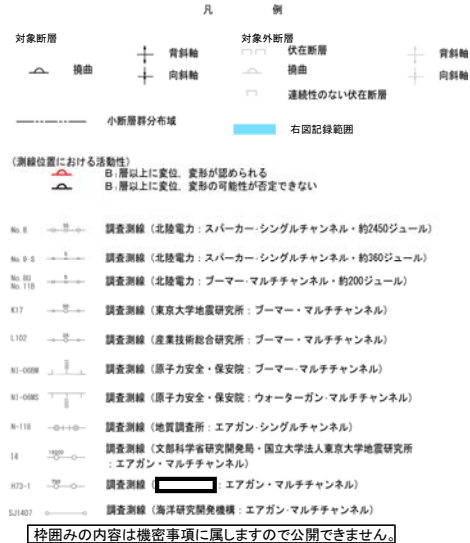 凡　例
対象断層
対象外断層
背斜軸
向斜軸
撓曲
伏在断層
撓曲
連続性のない伏在断層
背斜軸
向斜軸
小断層群分布域
右図記録範囲
(測線位置における活動性)
B1層以上に変位、変形が認められる
B1層以上に変位、変形の可能性が否定できない
No.8 調査測線（北陸電力：スパーカー・シングルチャンネル・約2450ジュール）
No.9-S 調査測線（北陸電力：スパーカー・シングルチャンネル・約360ジュール）
No.8U
No.11B 調査測線（北陸電力：ブーマー・マルチチャンネル・約200ジュール）
K17 調査測線（東京大学地震研究所：ブーマー・マルチチャンネル）
L102 調査測線（産業技術総合研究所：ブーマー・マルチチャンネル）
N1-06BM 調査測線（原子力安全・保安院：ブーマー・マルチチャンネル）
N1-06MS 調査測線（原子力安全・保安院：ウォーターガン・マルチチャンネル）
N-118 調査測線（地質調査所：エアガン・シングルチャンネル）
I4 調査測線（文部科学省研究開発局・国立大学法人東京大学地震研究所
：エアガン・マルチチャンネル）
H73-1 調査測線（　　　：エアガン・マルチチャンネル）
SJ1407 調査測線（海洋研究開発機構：エアガン・マルチチャンネル）
枠囲みの内容は機密事項に属しますので公開できません。